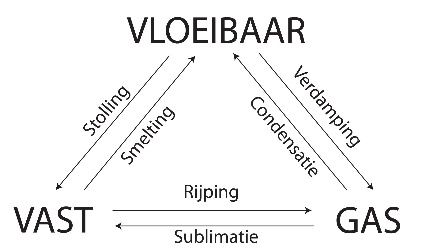 VLOEIBAAR
Stolling
Smelting
Condensatie
Verdamping
VAST
Rijping
Sublimatie
GAS